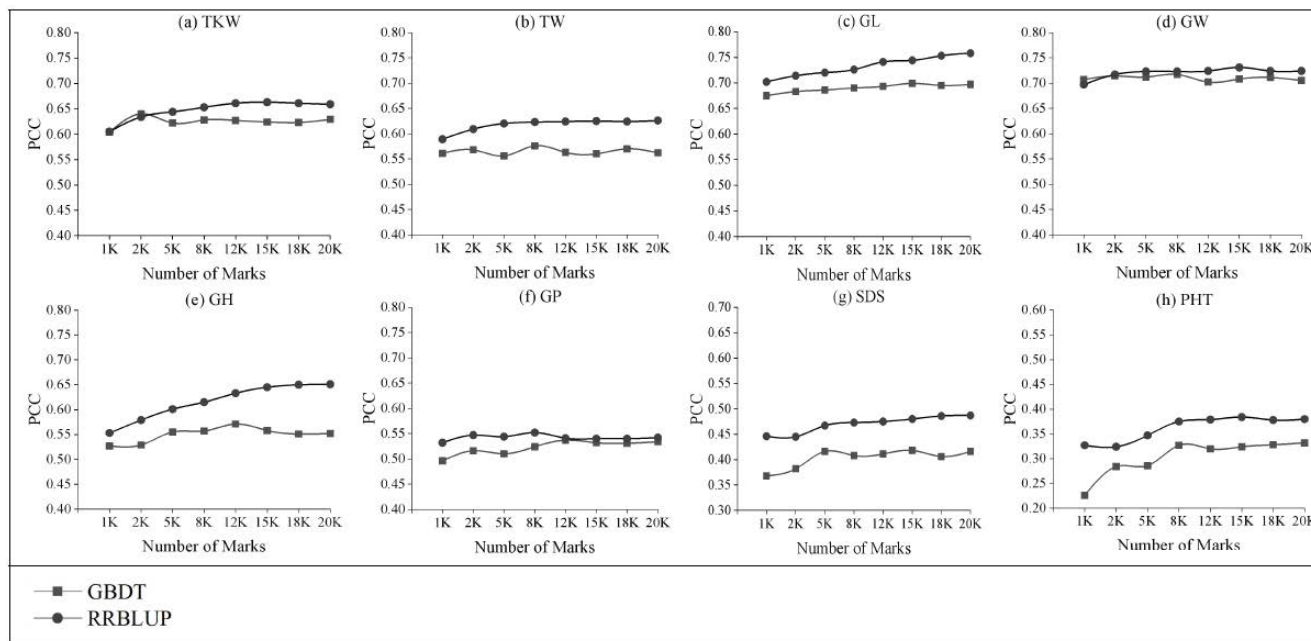 (a) TKW
0.80
0.75
0.70
0.65
0.60
0.55
0.50
0.45
0.40
PCC
1K 2K 5K 8K 12K 15K 18K 20K
Number of Marks
(b) TW
0.80
0.75
0.70
0.65
0.60
0.55
0.50
0.45
0.40
PCC
1K 2K 5K 8K 12K 15K 18K 20K
Number of Marks
(c) GL
0.80
0.75
0.70
0.65
0.60
0.55
0.50
0.45
0.40
PCC
1K 2K 5K 8K 12K 15K 18K 20K
Number of Marks
(d) GW
0.80
0.75
0.70
0.65
0.60
0.55
0.50
0.45
0.40
PCC
1K 2K 5K 8K 12K 15K 18K 20K
Number of Marks
(e) GH
0.80
0.75
0.70
0.65
0.60
0.55
0.50
0.45
0.40
PCC
1K 2K 5K 8K 12K 15K 18K 20K
Number of Marks
(f) GP
0.80
0.75
0.70
0.65
0.60
0.55
0.50
0.45
0.40
PCC
1K 2K 5K 8K 12K 15K 18K 20K
Number of Marks
(g) SDS
0.70
0.65
0.60
0.55
0.50
0.45
0.40
0.35
0.30
PCC
1K 2K 5K 8K 12K 15K 18K 20K
Number of Marks
(h) PHT
0.60
0.55
0.50
0.45
0.40
0.35
0.30
0.25
0.20
PCC
1K 2K 5K 8K 12K 15K 18K 20K
Number of Marks
GBDT
RRBLUP